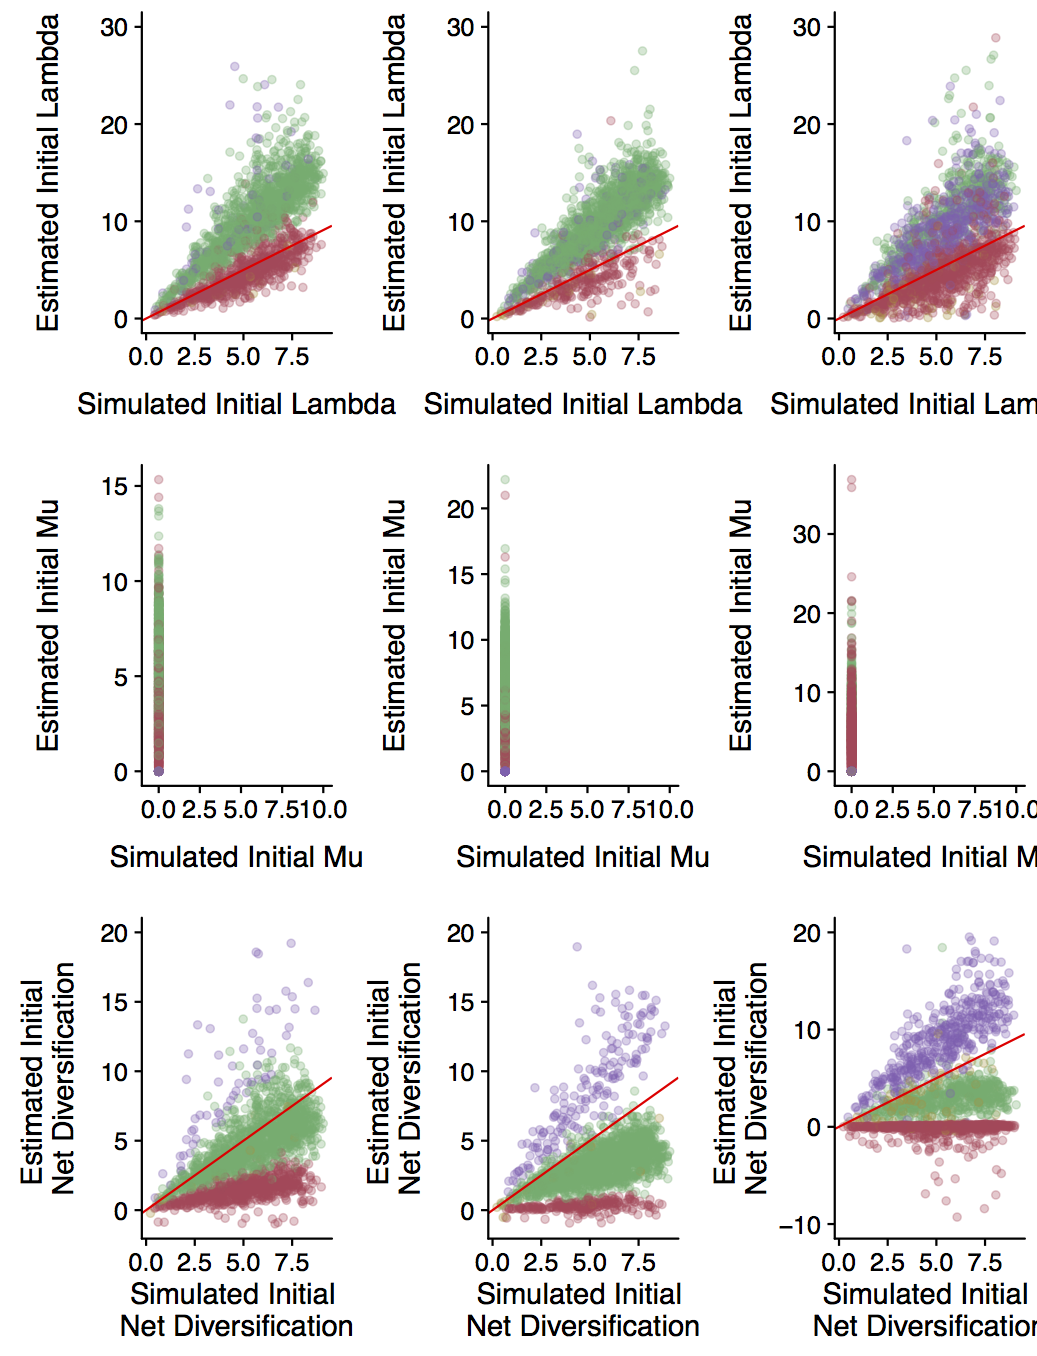 Estimated Initial Lambda
30
20
10
0
0.0 2.5 5.0 7.5
Simulated Initial Lambda
Estimated Initial Lambda
30
20
10
0
0.0 2.5 5.0 7.5
Simulated Initial Lambda
Estimated Initial Lambda
30
20
10
0
0.0 2.5 5.0 7.5
Simulated Initial Lam
Estimated Initial Mu
15
10
5
0
0.0 2.5 5.0 7.510.0
Simulated Initial Mu
Estimated Initial Mu
20
15
10
5
0
0.0 2.5 5.0 7.510.0
Simulated Initial Mu
Estimated Initial Mu
30
20
10
0
0.0 2.5 5.0 7.510.0
Simulated Initial M
Estimated Initial
Net Diversification
20
15
10
5
0
0.0 2.5 5.0 7.5
Simulated Initial
Net Diversification
Estimated Initial
Net Diversification
20
15
10
5
0
0.0 2.5 5.0 7.5
Simulated Initial
Net Diversification
Estimated Initial
Net Diversification
20
10
0
−10
0.0 2.5 5.0 7.5
Simulated Initial
Net Diversification